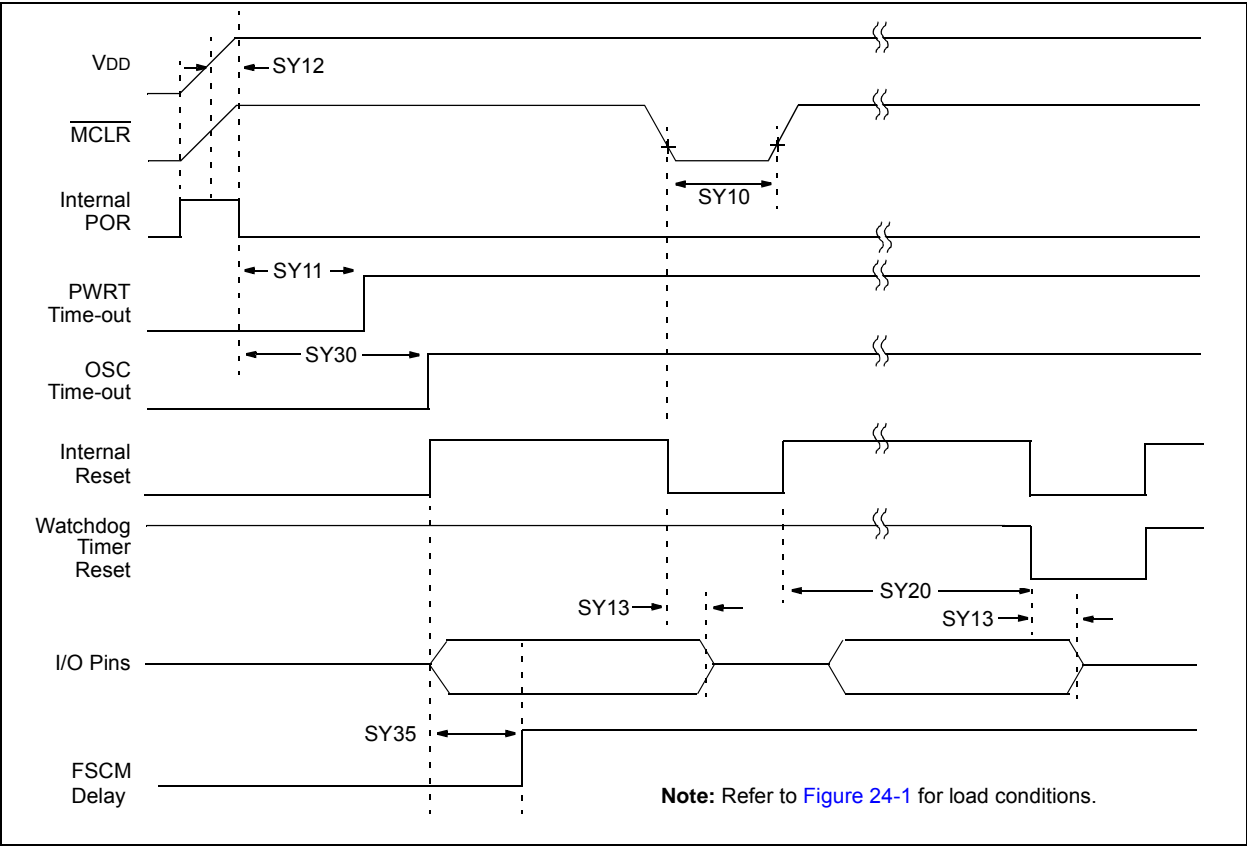 VDD
SY12
MCLR
SY10
Internal
POR
SY11
PWRT
Time-out
SY30
OSC
Time-out
Internal
Reset
Watchdog
Timer
Reset
SY20
SY13
SY13
I/O Pins
SY35
FSCM
Delay
Note: Refer to Figure 24-1 for load conditions.